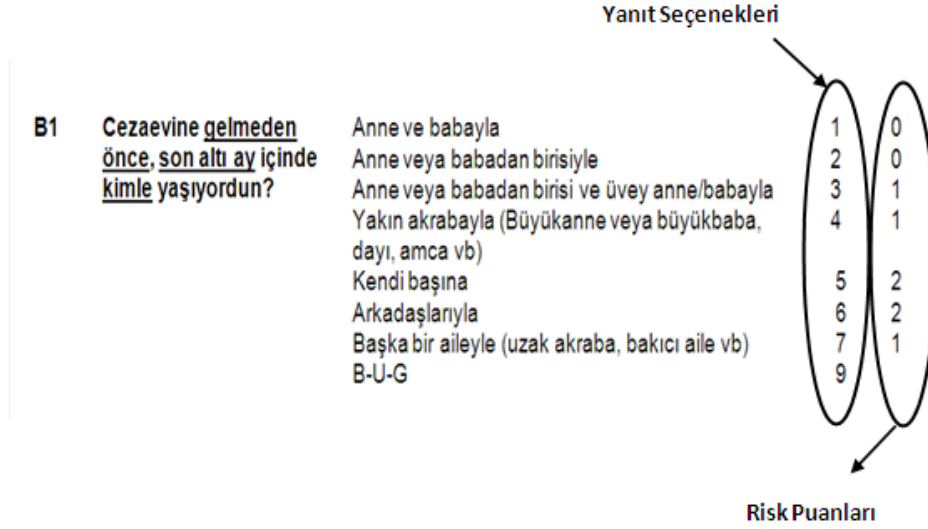 Yanıt Seçenekleri
B1 Cezaevine gelmeden Anne ve babayla 1 0
önce, son altı ay içinde Anne veya babadan birisiyle 2 0
kimle yaşıyordun? Anne veya babadan birisi ve üvey anne/babayla 3 1
Yakın akrabayla (Büyükanne veya büyükbaba, 4 1
dayı, amca vb)
Kendi başına 5 2
Arkadaşlarıyla 6 2
Başka bir aileyle (uzak akraba, bakıcı aile vb) 7 1
B-U-G 9
Risk Puanları